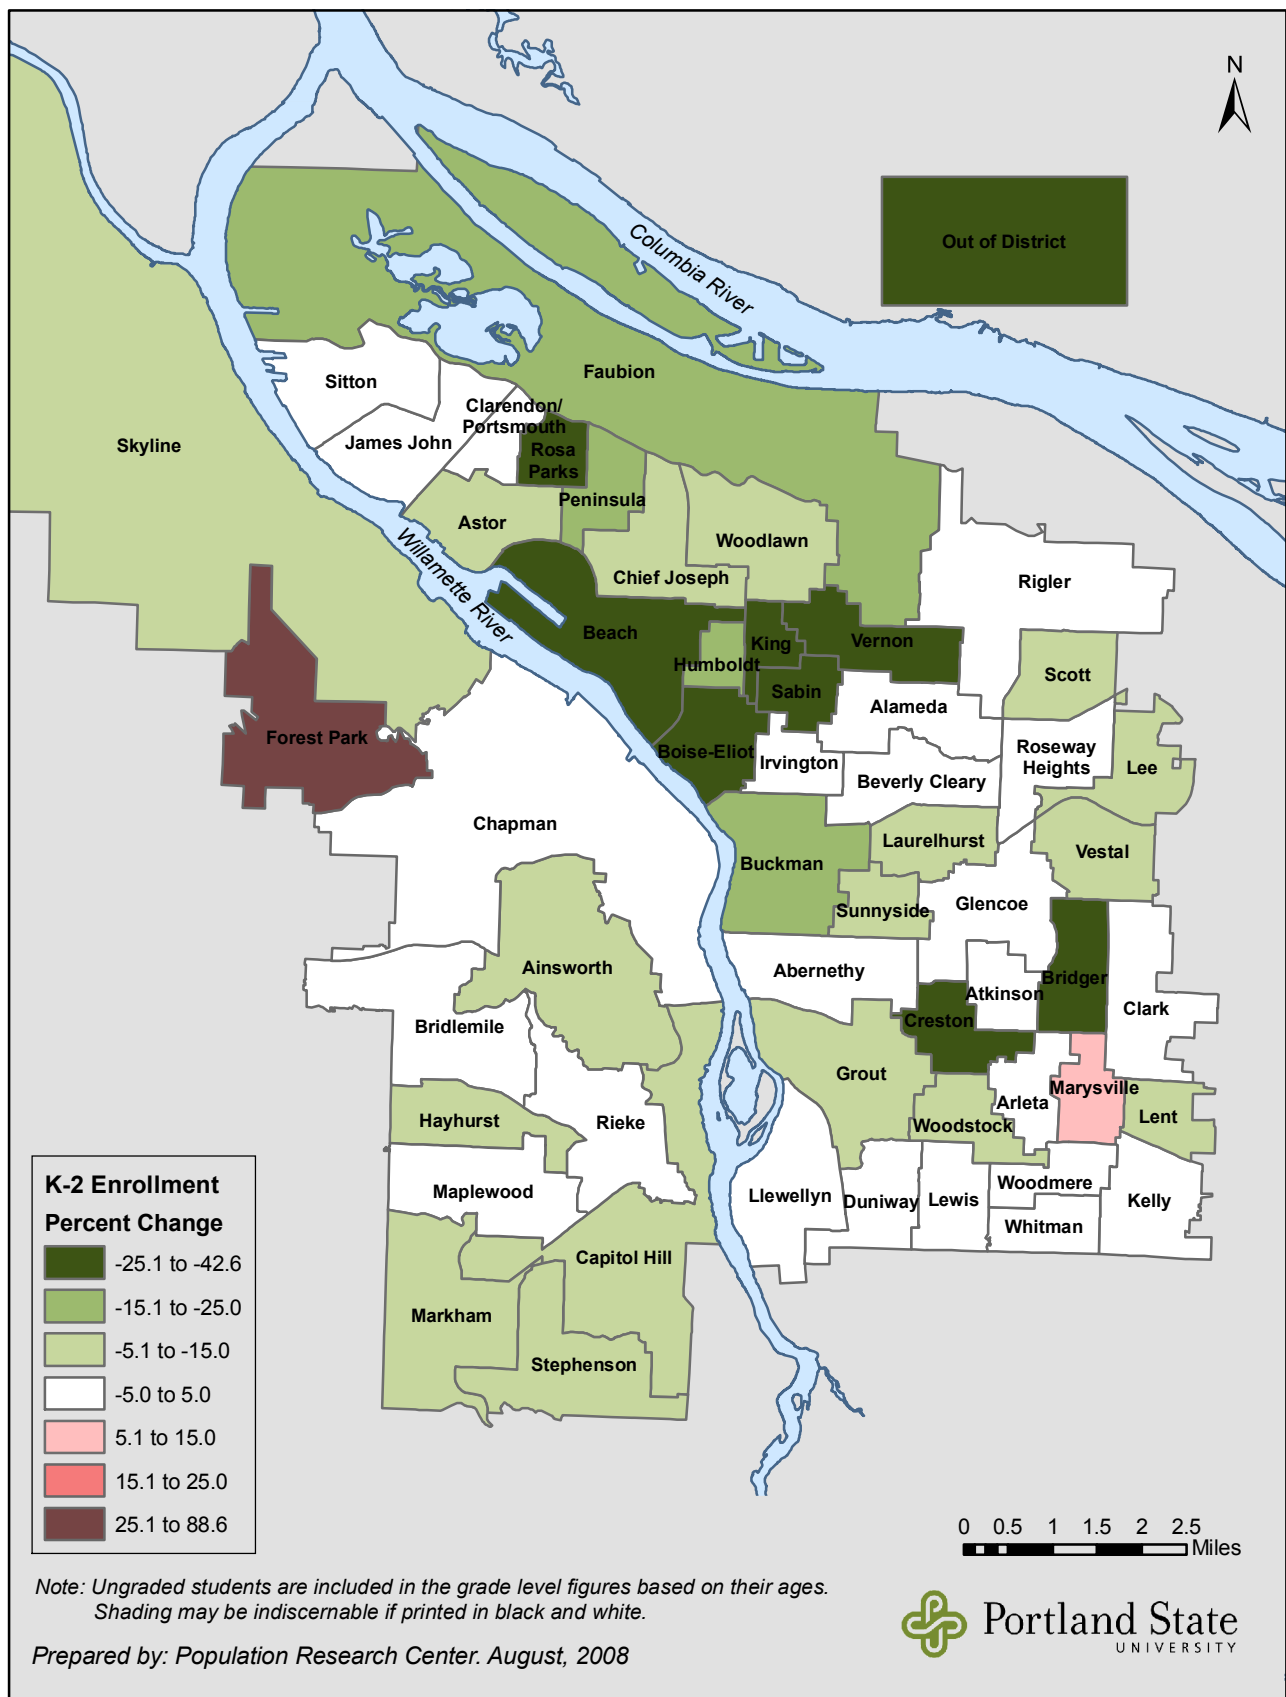 N
Columbia River
Out of District
Faubion
Sitton
Clarendon/
Portsmouth
Skyline
James John
Rosa
Parks
Peninsula
Astor
Woodlawn
Willamette River
Chief Joseph
Rigler
Beach
King
Vernon
Humboldt
Scott
Sabin
Alameda
Forest Park
Boise-Eliot
Irvington
Roseway
Heights
Lee
Beverly Cleary
Chapman
Laurelhurst
Buckman
Vestal
Sunnyside
Glencoe
Ainsworth
Abernethy
Bridger
Atkinson
Clark
Bridlemile
Creston
Grout
Marysville
Arleta
Hayhurst
Rieke
Woodstock
Lent
Maplewood
Llewellyn
Duniway
Lewis
Woodmere
Kelly
Whitman
Capitol Hill
Markham
Stephenson
K-2 Enrollment
Percent Change
-25.1 to -42.6
-15.1 to -25.0
-5.1 to -15.0
-5.0 to 5.0
5.1 to 15.0
15.1 to 25.0
25.1 to 88.6
0 0.5 1 1.5 2 2.5
Miles
Note: Ungraded students are included in the grade level figures based on their ages.
Shading may be indiscernable if printed in black and white.
Prepared by: Population Research Center. August, 2008
Portland State
UNIVERSITY